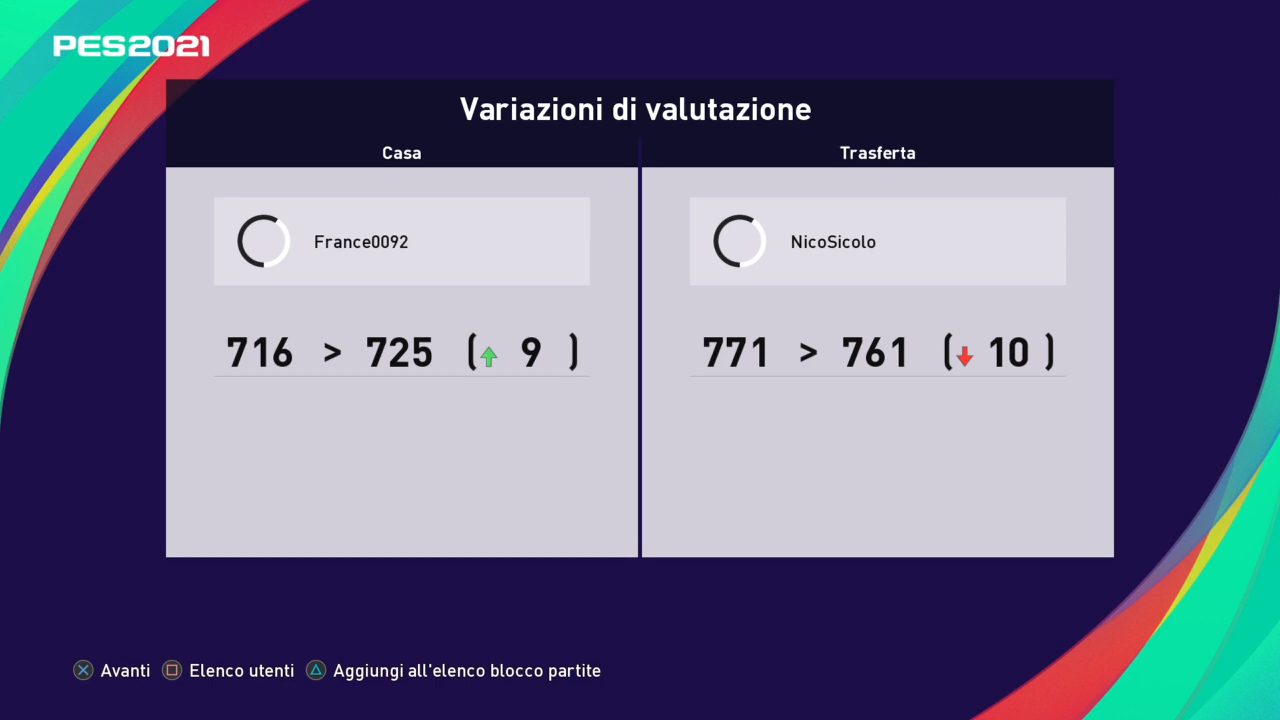 PES2021
Variazioni di valutazione
Casa
Trasferta
France0092
NicoSicolo
716 > 725 ( 9 )
771 > 761 ( 10 )
Avanti Elenco utenti Aggiungi all'elenco blocco partite